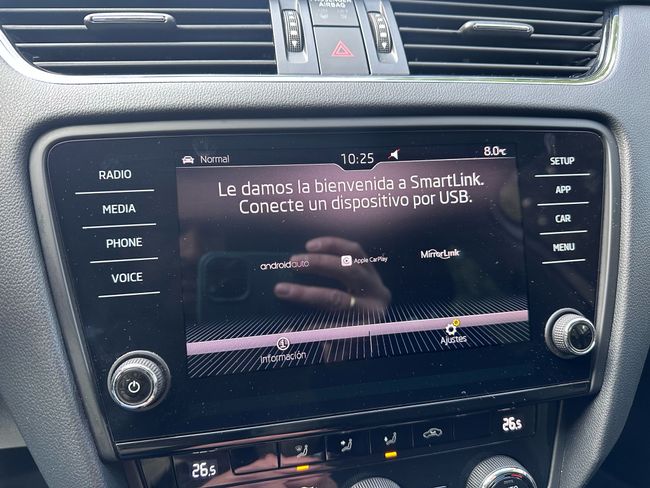 PASSENGER
AIRBAG
Normal
10:25
8.0°C
RADIO
MEDIA
PHONE
VOICE
SETUP
APP
CAR
MENU
Le damos la bienvenida a SmartLink.
Conecte un dispositivo por USB.
androidauto
Apple CarPlay
MirrorLink
Información
Ajustes
26.5
26.5